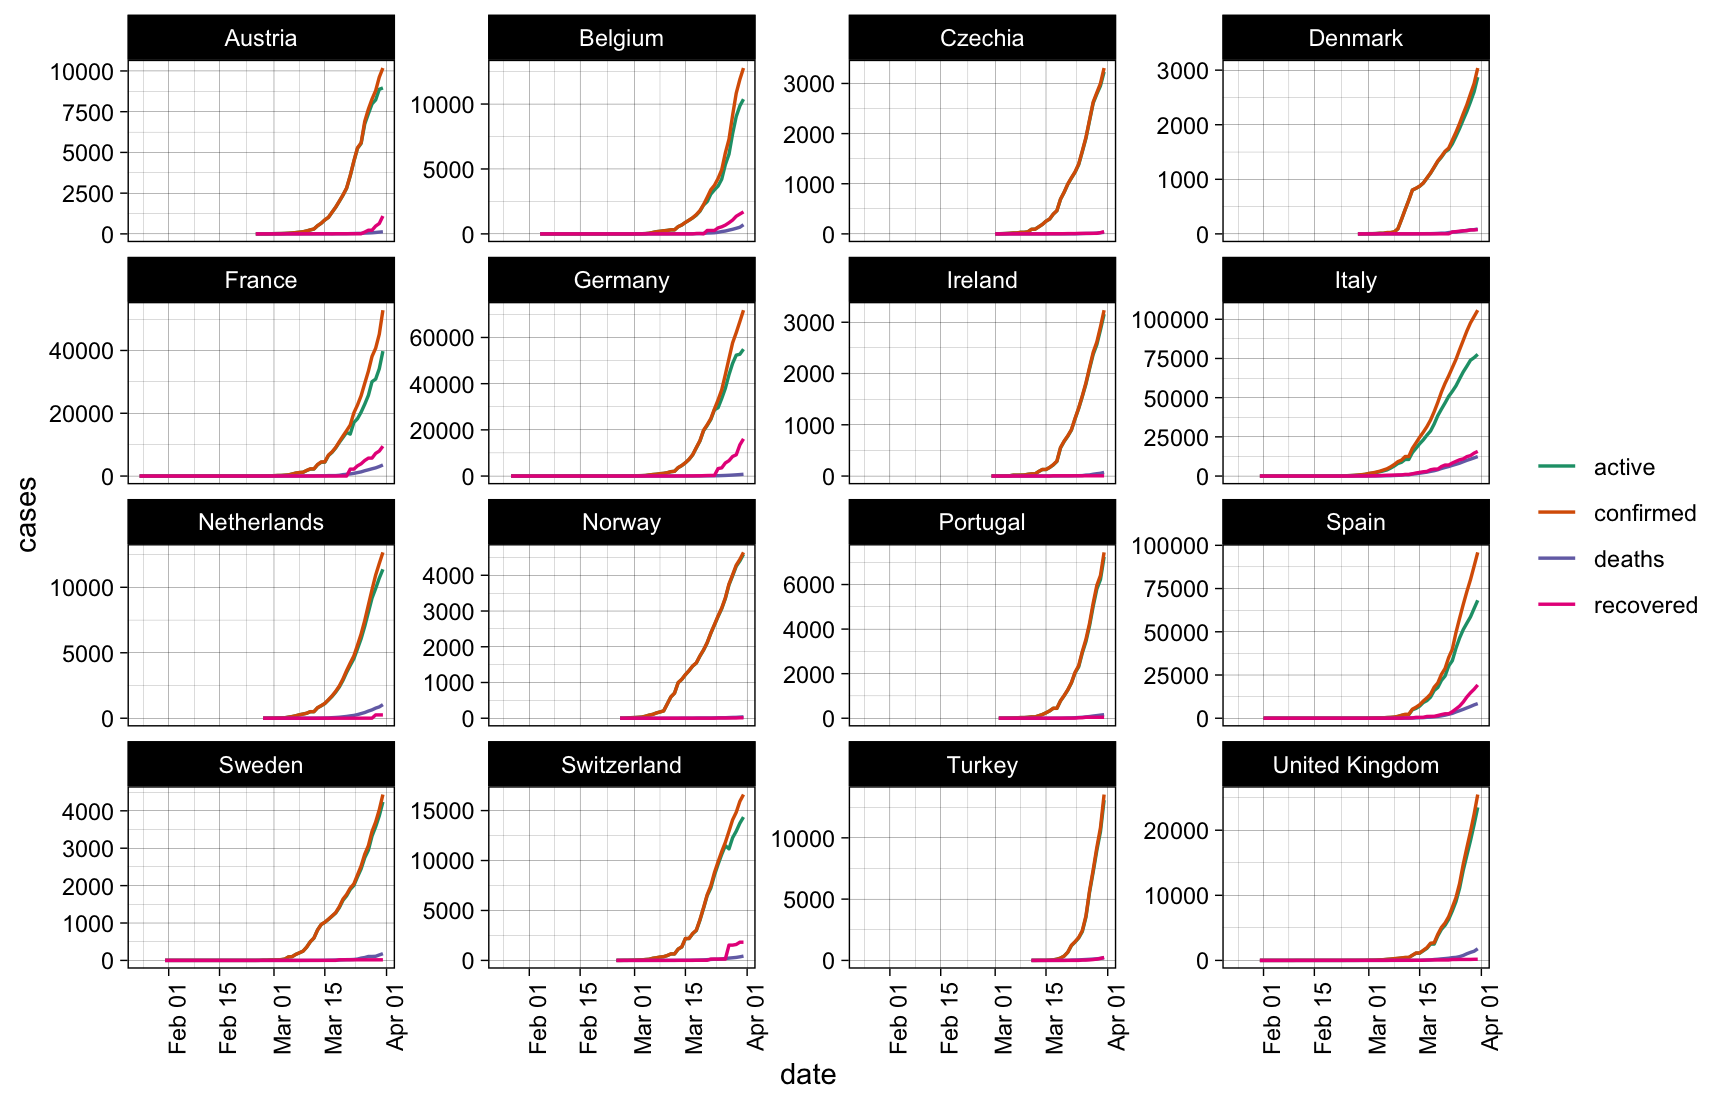 Austria
Belgium
Czechia
Denmark
10000
7500
5000
2500
0
10000
5000
0
3000
2000
1000
0
3000
2000
1000
0
France
Germany
Ireland
Italy
40000
20000
0
60000
40000
20000
0
3000
2000
1000
0
100000
75000
50000
25000
0
Netherlands
Norway
Portugal
Spain
10000
5000
0
4000
3000
2000
1000
0
6000
4000
2000
0
100000
75000
50000
25000
0
Sweden
Switzerland
Turkey
United Kingdom
4000
3000
2000
1000
0
15000
10000
5000
0
10000
5000
0
20000
10000
0
Feb 01
Feb 15
Mar 01
Mar 15
Apr 01
Feb 01
Feb 15
Mar 01
Mar 15
Apr 01
Feb 01
Feb 15
Mar 01
Mar 15
Apr 01
Feb 01
Feb 15
Mar 01
Mar 15
Apr 01
date
cases
active
confirmed
deaths
recovered